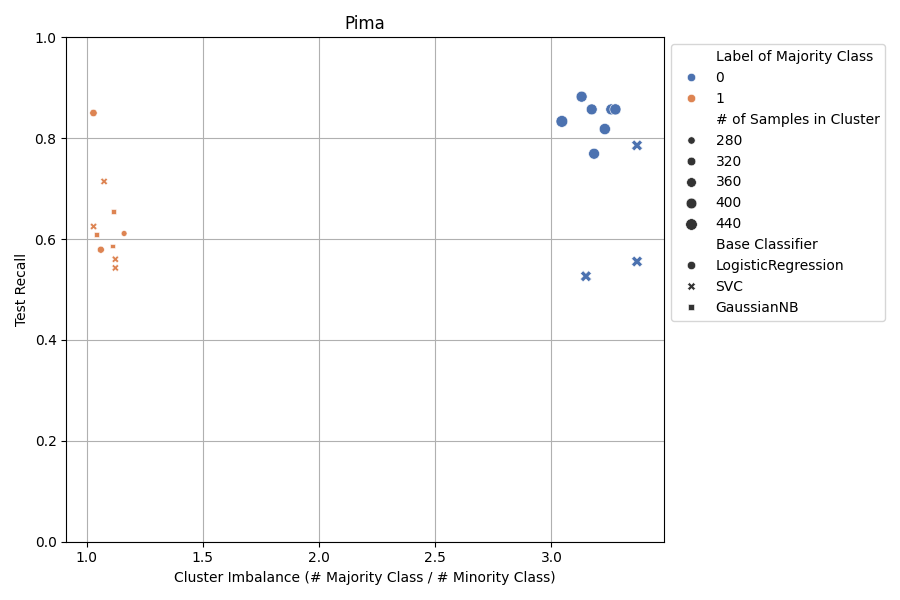 Pima
1.0
0.8
0.6
0.4
0.2
0.0
Test Recall
1.0
1.5
2.0
2.5
3.0
Cluster Imbalance (# Majority Class / # Minority Class)
Label of Majority Class
0
1
# of Samples in Cluster
280
320
360
400
440
Base Classifier
LogisticRegression
SVC
GaussianNB